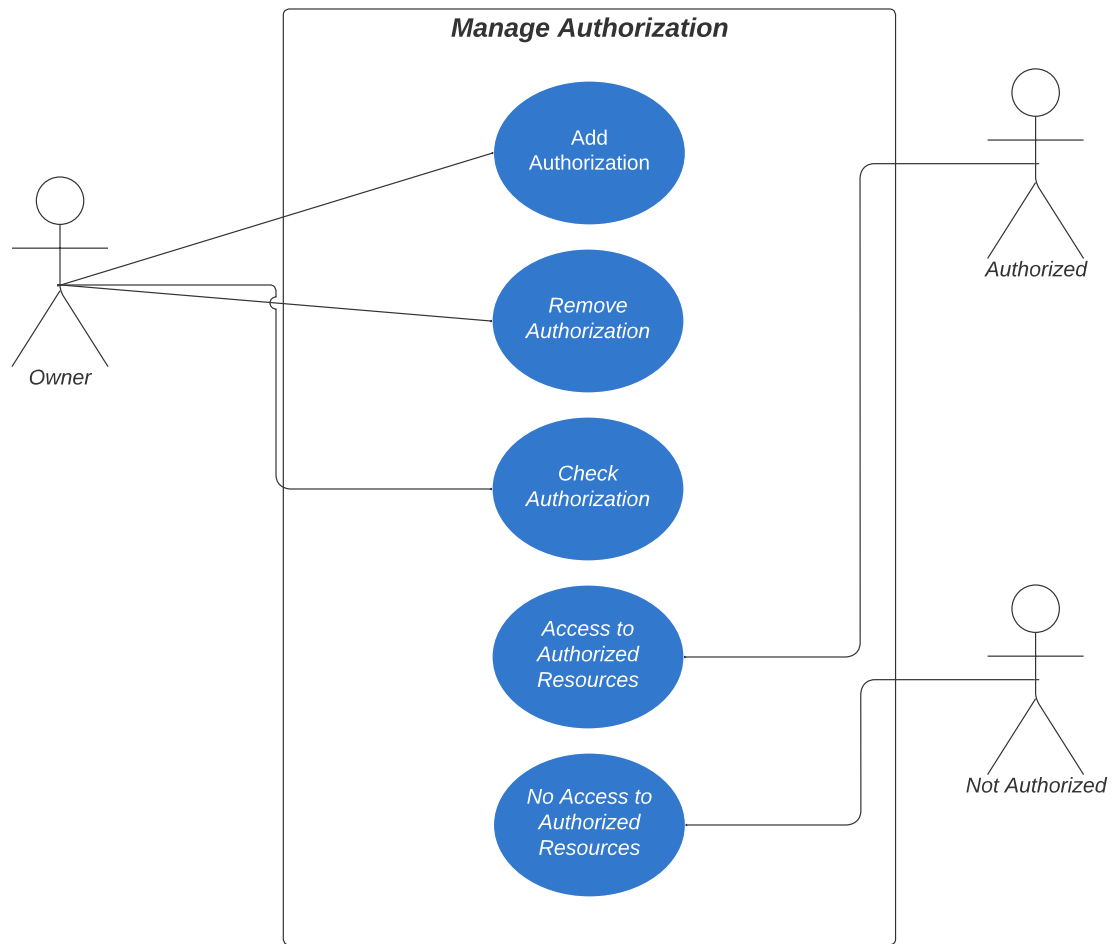 Manage Authorization
Add
Authorization
Authorized
Remove
Authorization
Owner
Check
Authorization
Access to
Authorized
Resources
Not Authorized
No Access to
Authorized
Resources